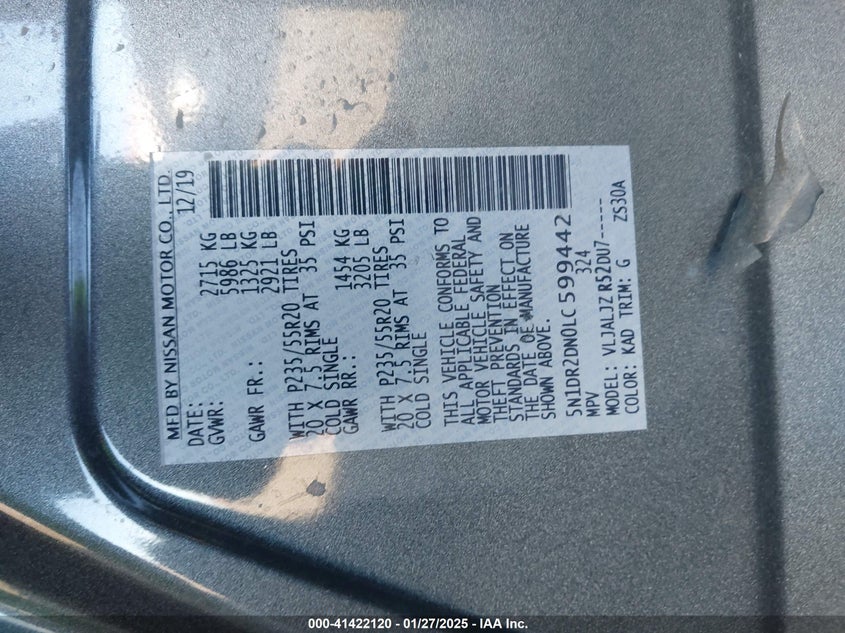 MFD BY NISSAN MOTOR CO., LTD.
DATE: 12/19
GVWR: 2715 KG
5986 LB
GAWR FR.: 1325 KG
2921 LB
WITH P235/55R20 TIRES
20 X 7.5 RIMS AT 35 PSI
COLD SINGLE
GAWR RR.: 1454 KG
3205 LB
WITH P235/55R20 TIRES
20 X 7.5 RIMS AT 35 PSI
COLD SINGLE
THIS VEHICLE CONFORMS TO
ALL APPLICABLE FEDERAL
MOTOR VEHICLE SAFETY AND
THEFT PREVENTION
STANDARDS IN EFFECT ON
THE DATE OF MANUFACTURE
SHOWN ABOVE.
5N1DR2DN0LC599442
MPV 324
MODEL: VLJALJZ R52DU7-----
COLOR: KAD TRIM: G ZS30A
000-41422120 - 01/27/2025 - IAA Inc.